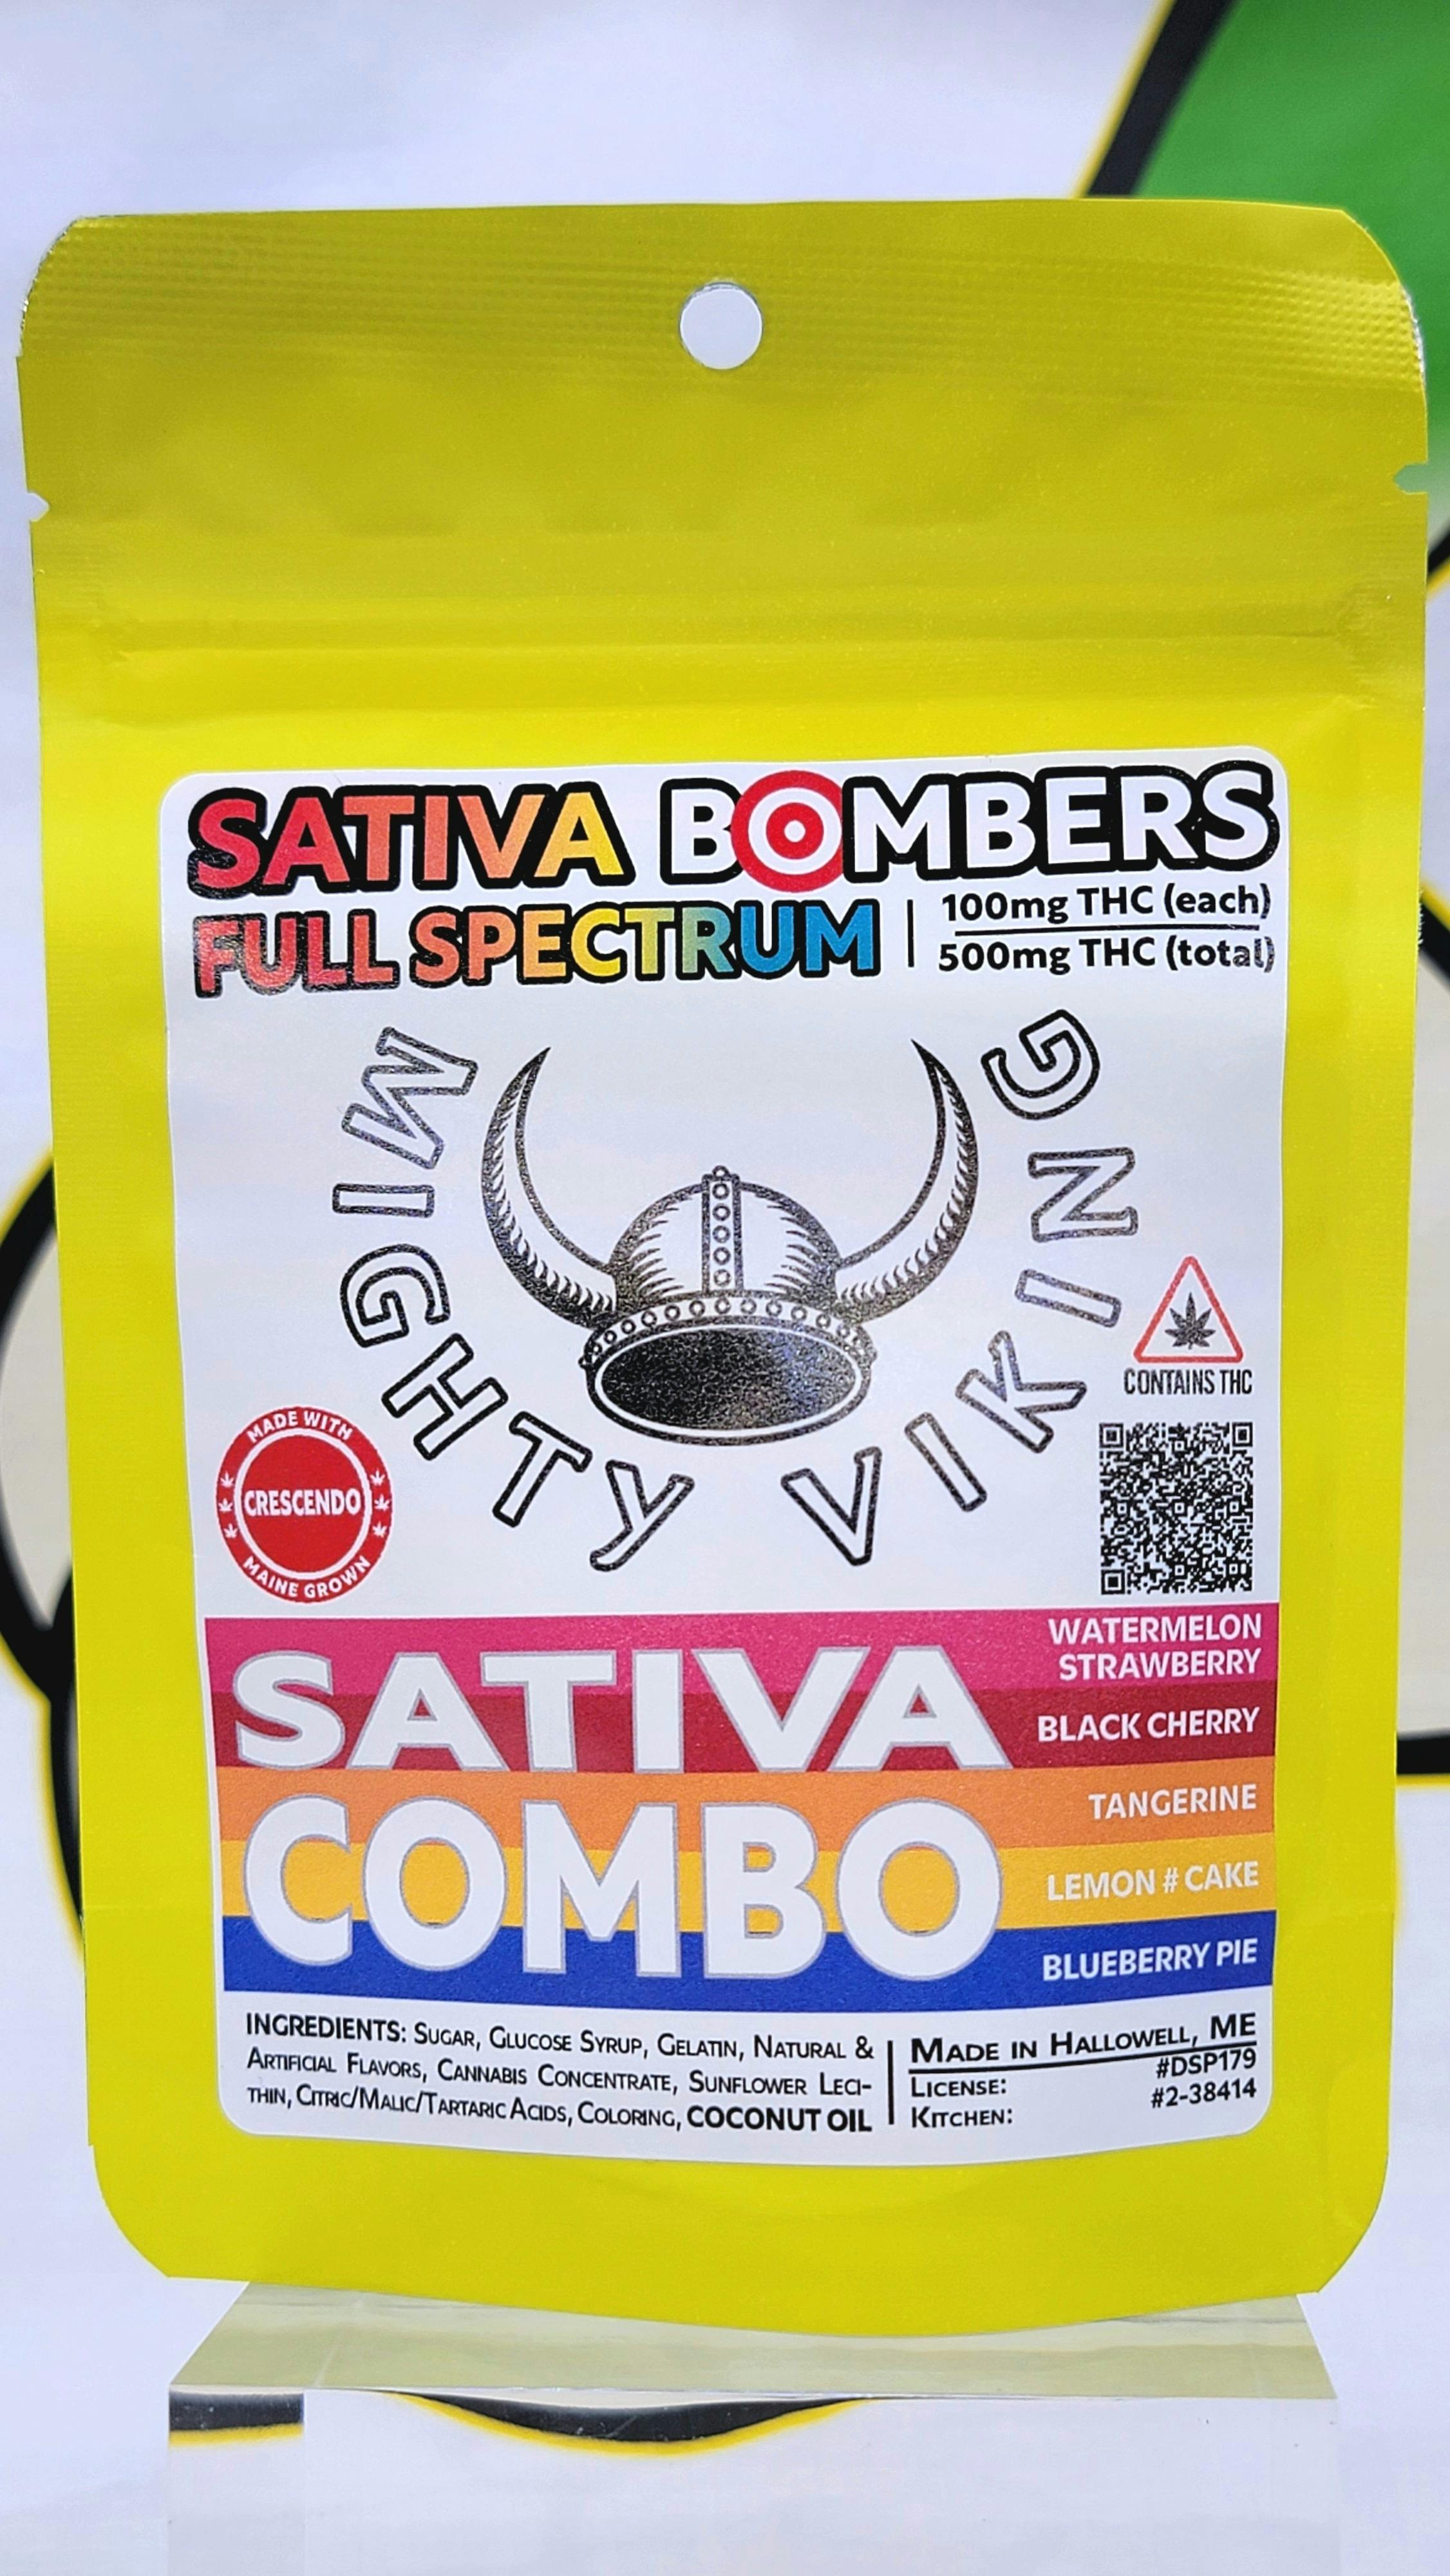 SATIVA BOMBERS
FULL SPECTRUM
100mg THC (each)
500mg THC (total)
MIGHTY VIKING
CONTAINS THC
MADE WITH
CRESCENDO
MAINE GROWN
SATIVA
COMBO
WATERMELON
STRAWBERRY
BLACK CHERRY
TANGERINE
LEMON # CAKE
BLUEBERRY PIE
INGREDIENTS: SUGAR, GLUCOSE SYRUP, GELATIN, NATURAL &
ARTIFICIAL FLAVORS, CANNABIS CONCENTRATE, SUNFLOWER LECI-
THIN, CITRIC/MALIC/TARTARIC ACIDS, COLORING, COCONUT OIL
MADE IN HALLOWELL, ME
LICENSE: #DSP179
KITCHEN: #2-38414